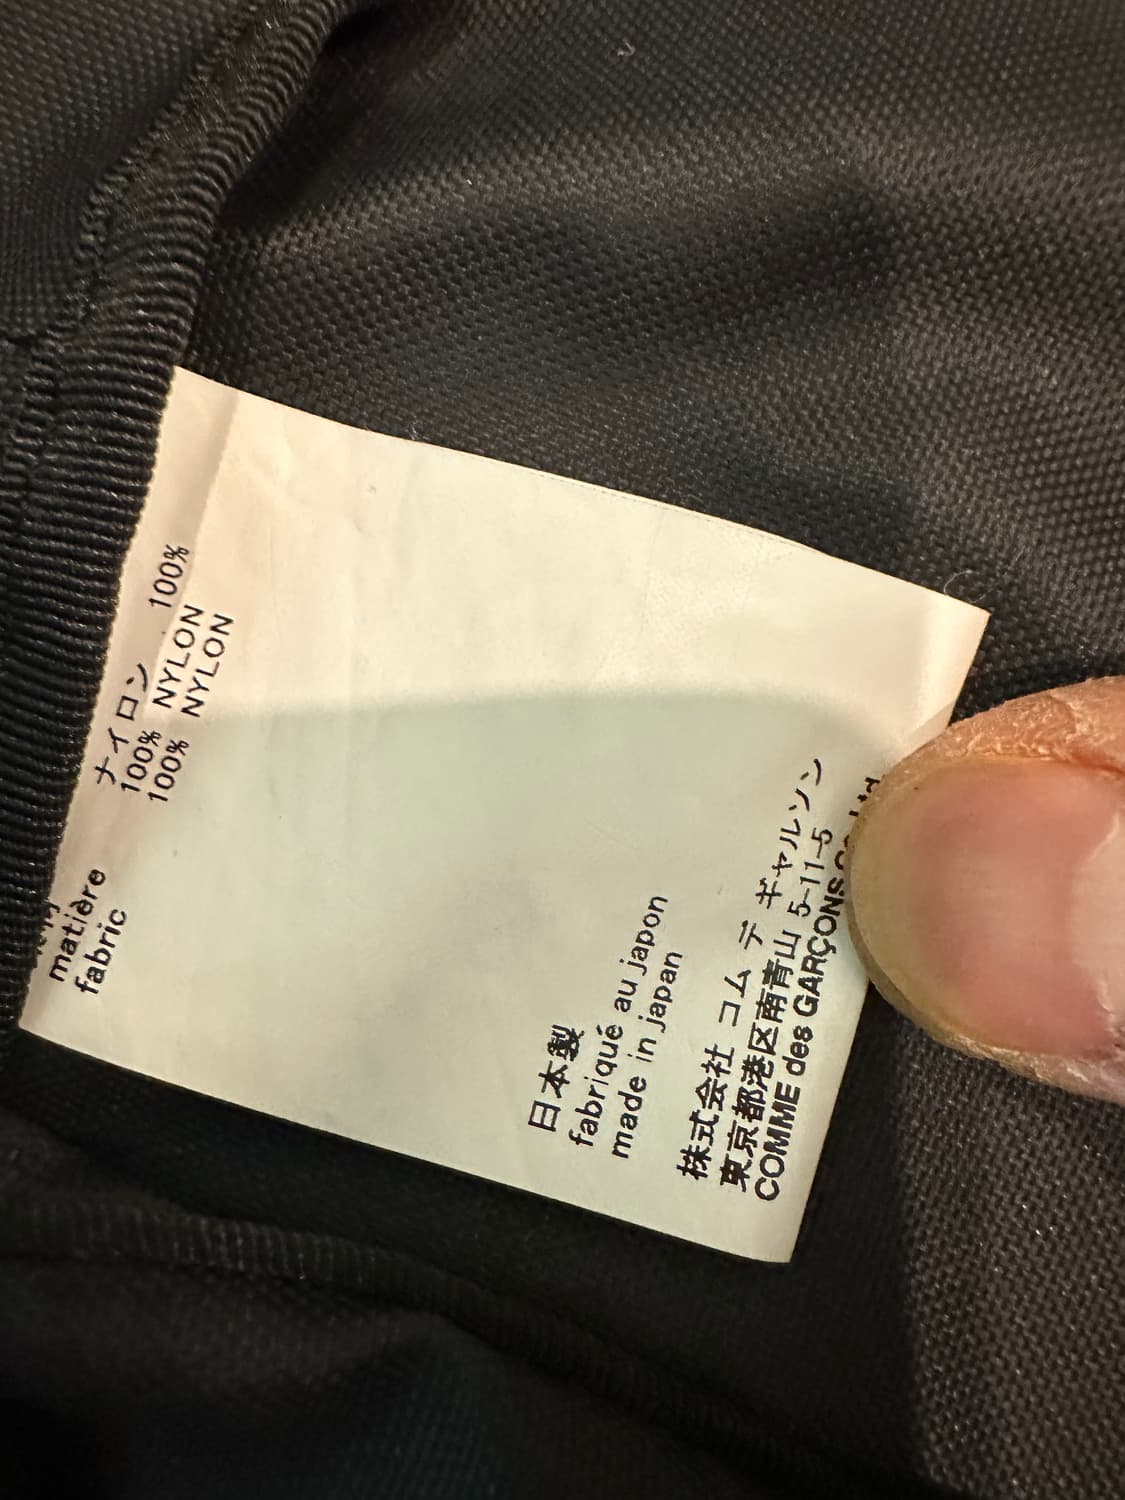 matière
fabric
ナイロン 100%
100% NYLON
100% NYLON
日本製
fabriqué au japon
made in japan
株式会社 コム デ ギャルソン
東京都港区南青山 5-11-5
COMME des GARÇONS Co., Ltd